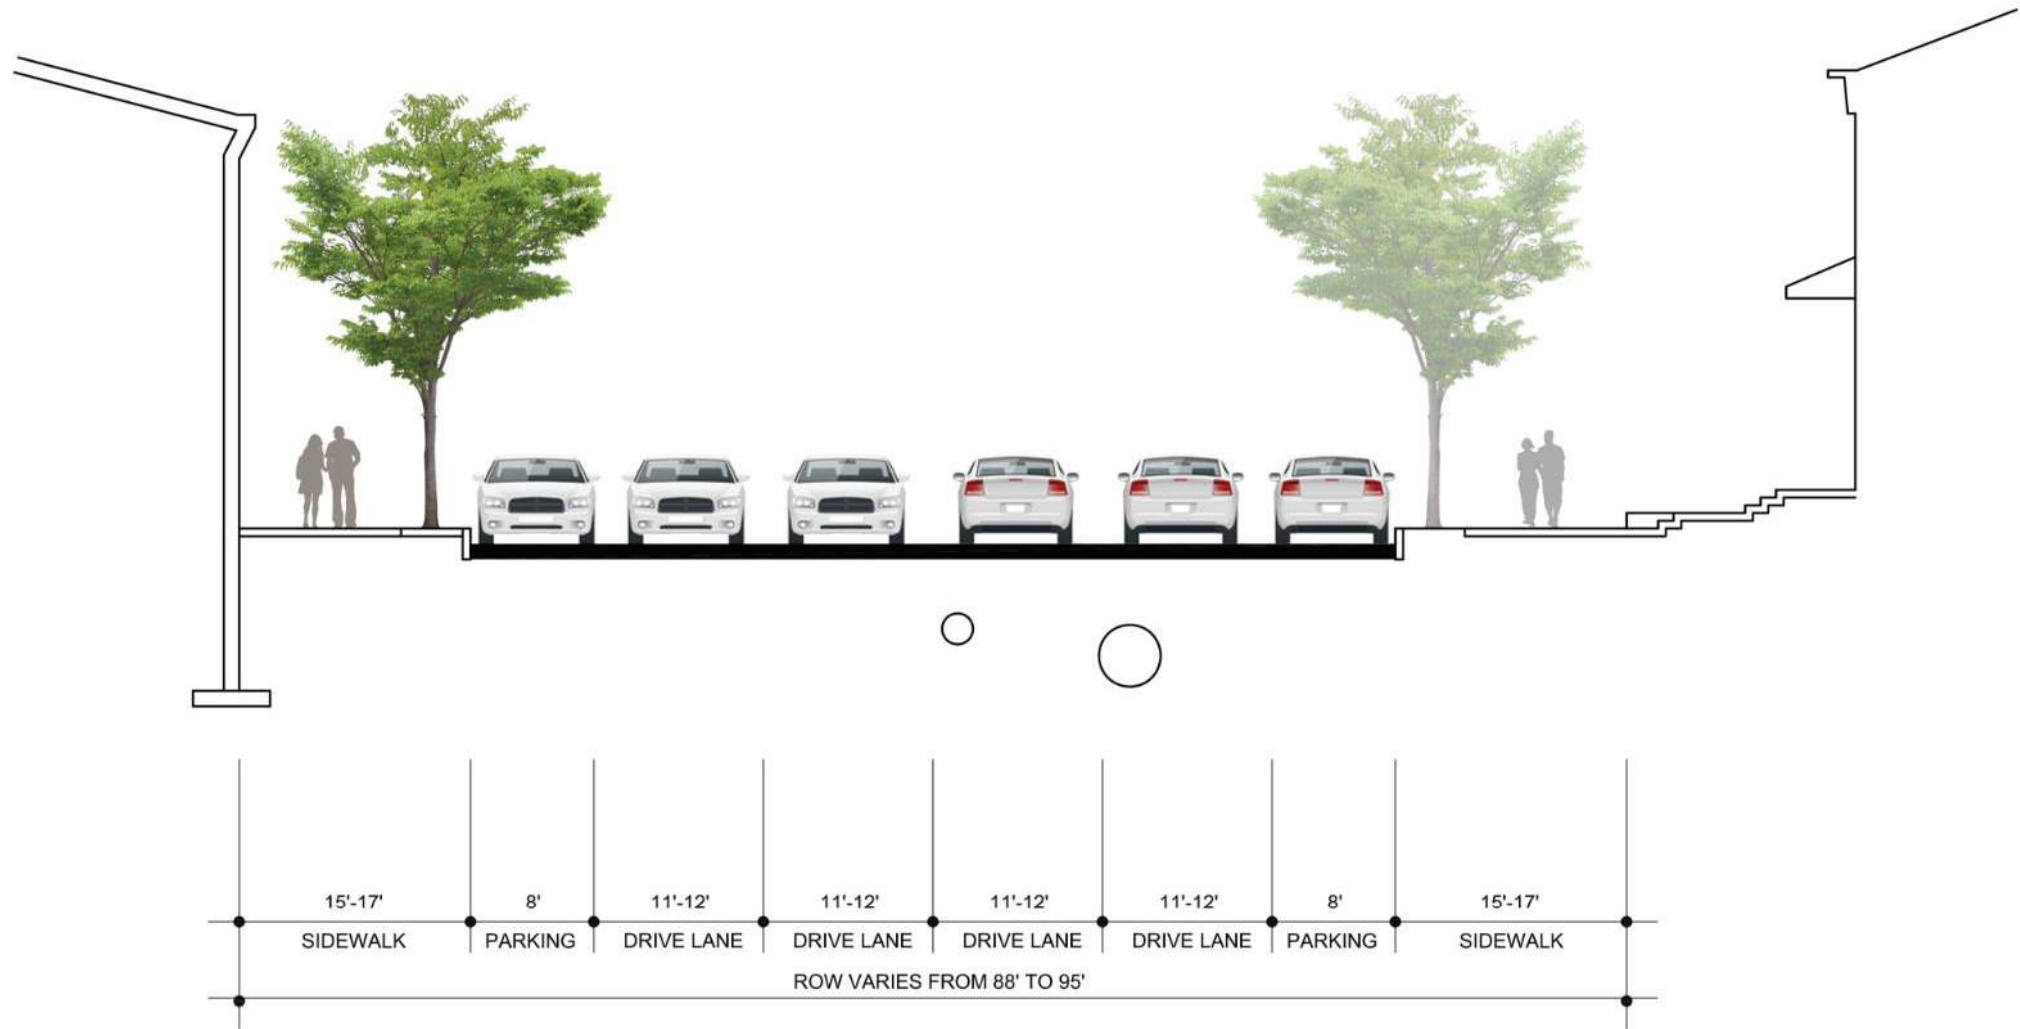 15'-17' 8' 11'-12' 11'-12' 11'-12' 11'-12' 8' 15'-17'
SIDEWALK PARKING DRIVE LANE DRIVE LANE DRIVE LANE DRIVE LANE PARKING SIDEWALK
ROW VARIES FROM 88' TO 95'